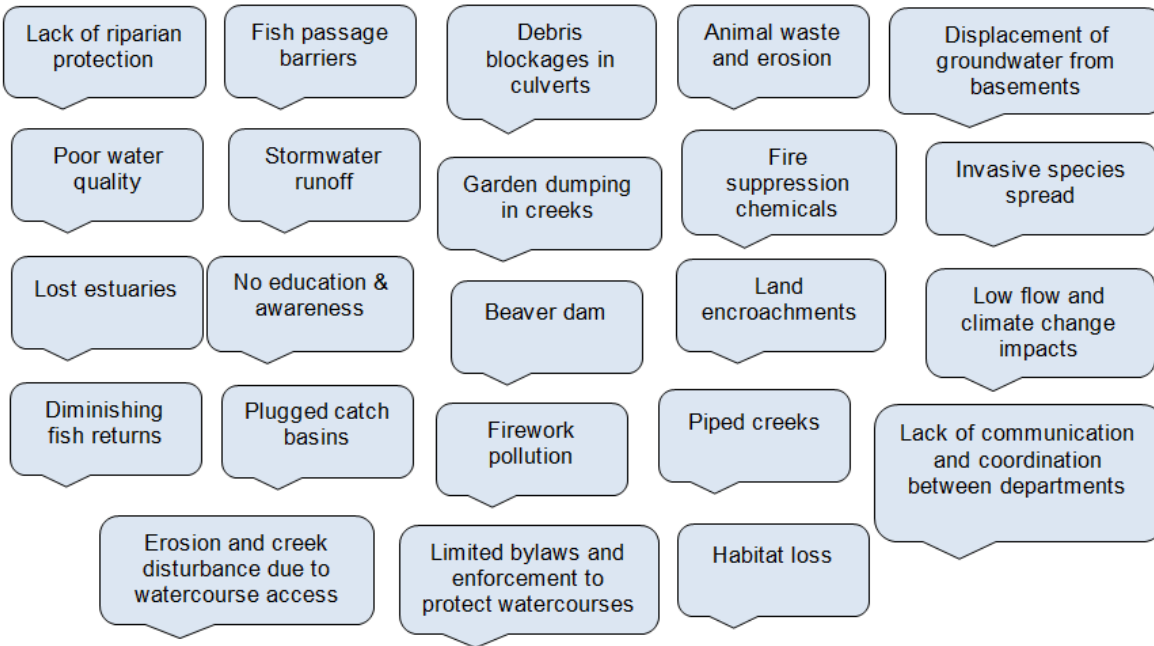 Lack of riparian
protection
Fish passage
barriers
Debris
blockages in
culverts
Animal waste
and erosion
Displacement of
groundwater from
basements
Poor water
quality
Stormwater
runoff
Garden dumping
in creeks
Fire
suppression
chemicals
Invasive species
spread
Lost estuaries
No education &
awareness
Beaver dam
Land
encroachments
Low flow and
climate change
impacts
Diminishing
fish returns
Plugged catch
basins
Firework
pollution
Piped creeks
Lack of communication
and coordination
between departments
Erosion and creek
disturbance due to
watercourse access
Limited bylaws and
enforcement to
protect watercourses
Habitat loss